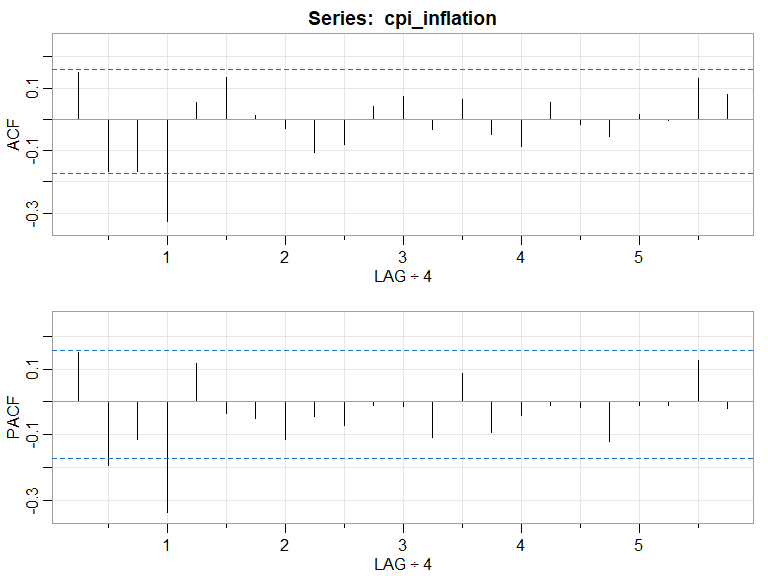 Series: cpi_inflation
ACF
0.1
-0.1
-0.3
1 2 3 4 5
LAG ÷ 4
PACF
0.1
-0.1
-0.3
1 2 3 4 5
LAG ÷ 4